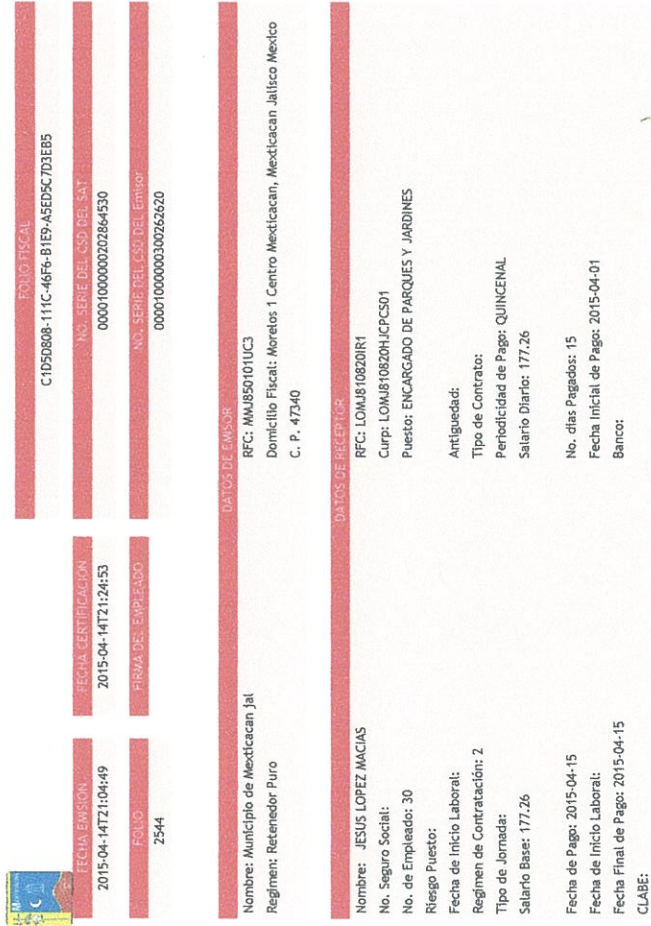 FOLIO FISCAL
C1D5D808-111C-46F6-B1E9-A5ED5C7D3EB5
FECHA EMISION
FECHA CERTIFICACION
NO. SERIE DEL CSD DEL SAT
2015-04-14T21:04:49
2015-04-14T21:24:53
00001000000202864530
FOLIO
FIRMA DEL EMPLEADO
NO. SERIE DEL CSD DEL Emisor
2544
00001000000300262620
DATOS DE EMISOR
Nombre: Municipio de Mexticacan Jal
RFC: MMJ850101UC3
Regimen: Retenedor Puro
Domicilio Fiscal: Morelos 1 Centro Mexticacan, Mexticacan Jalisco Mexico
C. P. 47340
DATOS DE RECEPTOR
Nombre: JESUS LOPEZ MACIAS
RFC: LOMJ810820IR1
No. Seguro Social:
Curp: LOMJ810820HJCPCS01
No. de Empleado: 30
Puesto: ENCARGADO DE PARQUES Y JARDINES
Riesgo Puesto:
Fecha de Inicio Laboral:
Antiguedad:
Regimen de Contratación: 2
Tipo de Contrato:
Tipo de Jornada:
Periodicidad de Pago: QUINCENAL
Salario Base: 177.26
Salario Diario: 177.26
Fecha de Pago: 2015-04-15
No. dias Pagados: 15
Fecha de Inicio Laboral:
Fecha Inicial de Pago: 2015-04-01
Fecha Final de Pago: 2015-04-15
Banco:
CLABE: